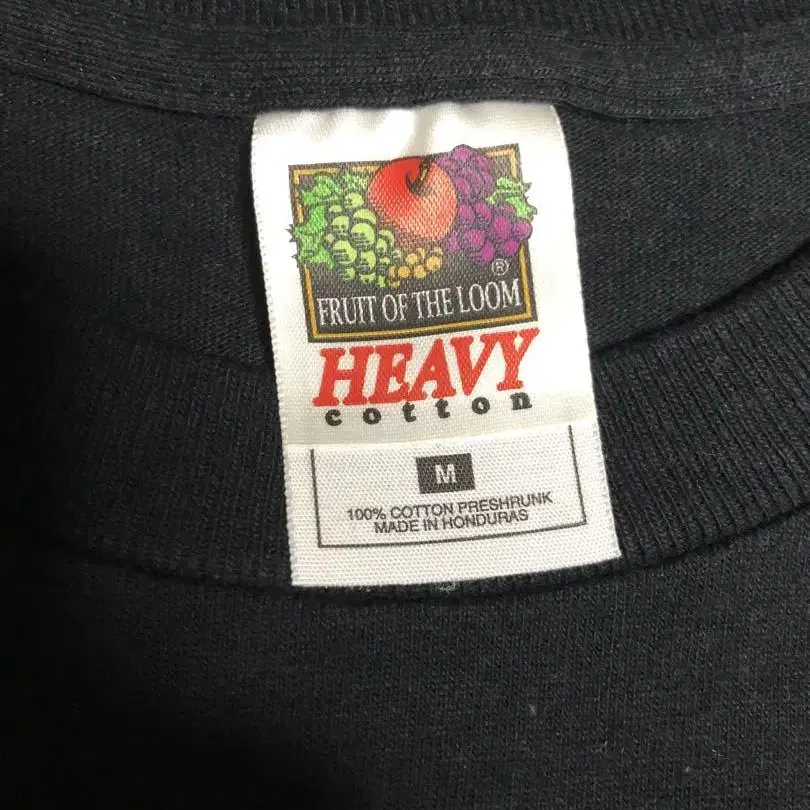 ®
FRUIT OF THE LOOM
HEAVY
cotton
M
100% COTTON PRESHRUNK
MADE IN HONDURAS